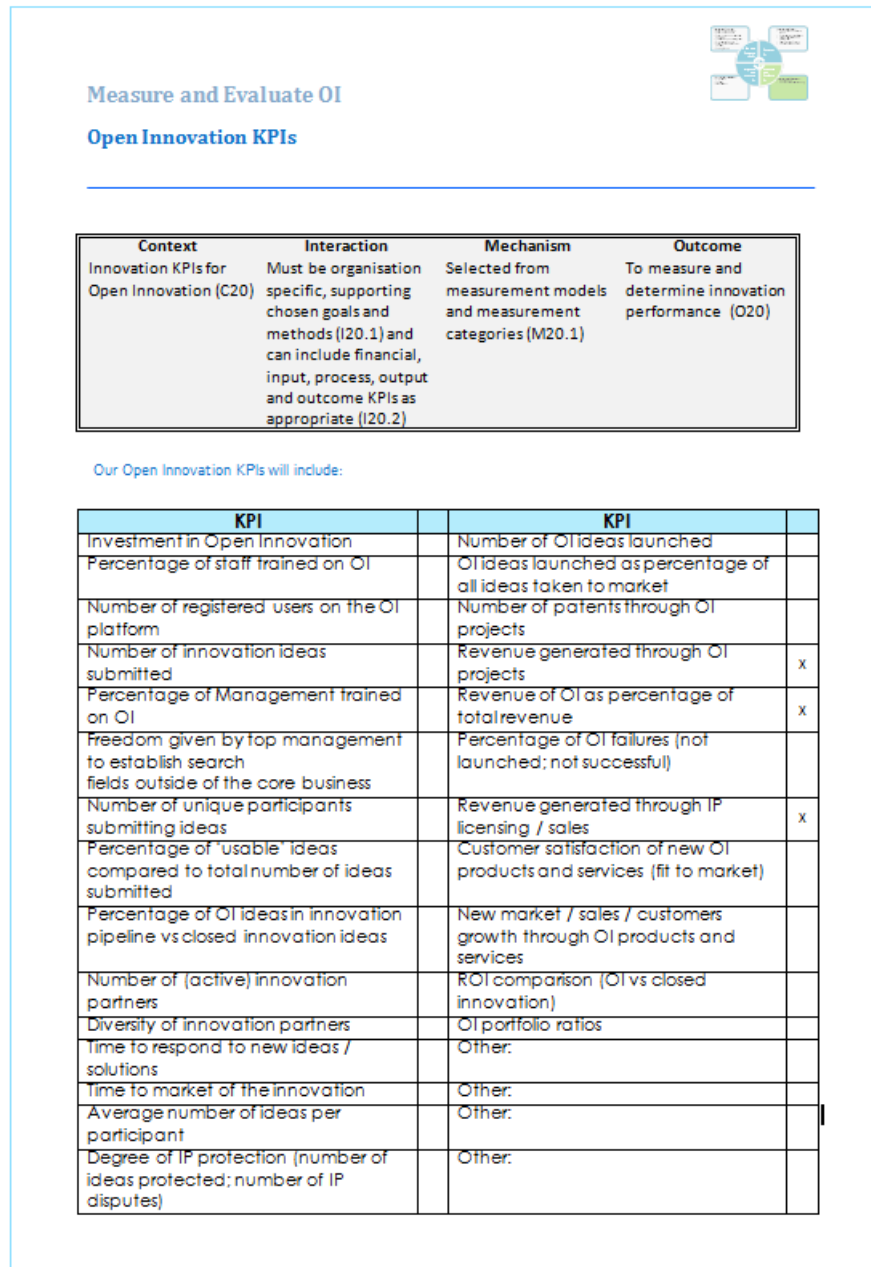 Measure and Evaluate OI
Open Innovation KPIs
Context
Innovation KPIs for
Open Innovation (C20)
Interaction
Must be organisation
specific, supporting
chosen goals and
methods (I20.1) and
can include financial,
input, process, output
and outcome KPIs as
appropriate (I20.2)
Mechanism
Selected from
measurement models
and measurement
categories (M20.1)
Outcome
To measure and
determine innovation
performance (O20)
Our Open Innovation KPIs will include:
KPI
KPI
Investment in Open Innovation
Number of OI ideas launched
Percentage of staff trained on OI
OI ideas launched as percentage of
all ideas taken to market
Number of registered users on the OI
platform
Number of patents through OI
projects
Number of innovation ideas
submitted
Revenue generated through OI
projects
x
Percentage of Management trained
on OI
Revenue of OI as percentage of
total revenue
x
Freedom given by top management
to establish search
fields outside of the core business
Percentage of OI failures (not
launched; not successful)
Number of unique participants
submitting ideas
Revenue generated through IP
licensing / sales
x
Percentage of "usable" ideas
compared to total number of ideas
submitted
Customer satisfaction of new OI
products and services (fit to market)
Percentage of OI ideas in innovation
pipeline vs closed innovation ideas
New market / sales / customers
growth through OI products and
services
Number of (active) innovation
partners
ROI comparison (OI vs closed
innovation)
Diversity of innovation partners
OI portfolio ratios
Time to respond to new ideas /
solutions
Other:
Time to market of the innovation
Other:
Average number of ideas per
participant
Other:
Degree of IP protection (number of
ideas protected; number of IP
disputes)
Other: